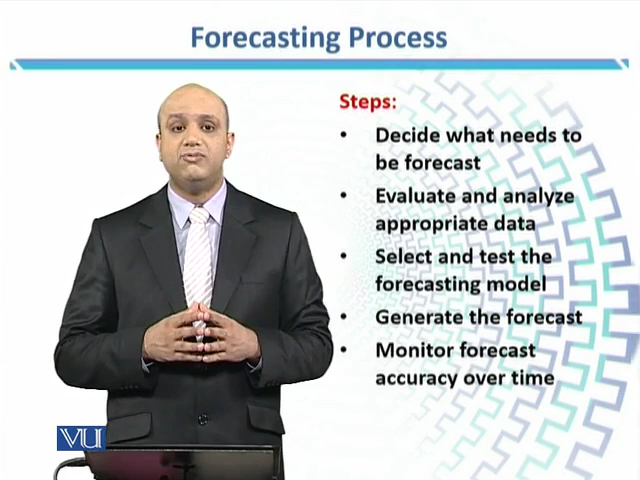 Forecasting Process
Steps:
• Decide what needs to
be forecast
• Evaluate and analyze
appropriate data
• Select and test the
forecasting model
• Generate the forecast
• Monitor forecast
accuracy over time
VU